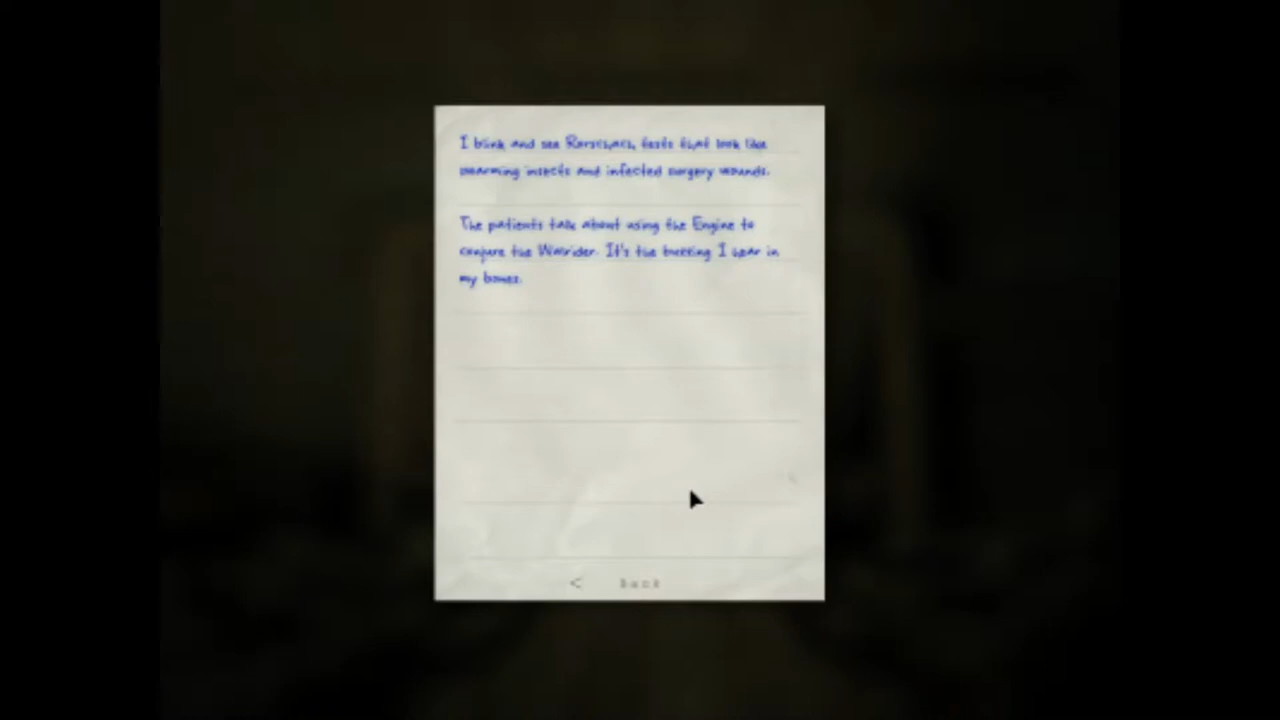 I blink and see Rorschach tests that look like
swarming insects and infected surgery wounds.
The patients talk about using the Engine to
conjure the Walrider. It's the buzzing I hear in
my bones.
< Back